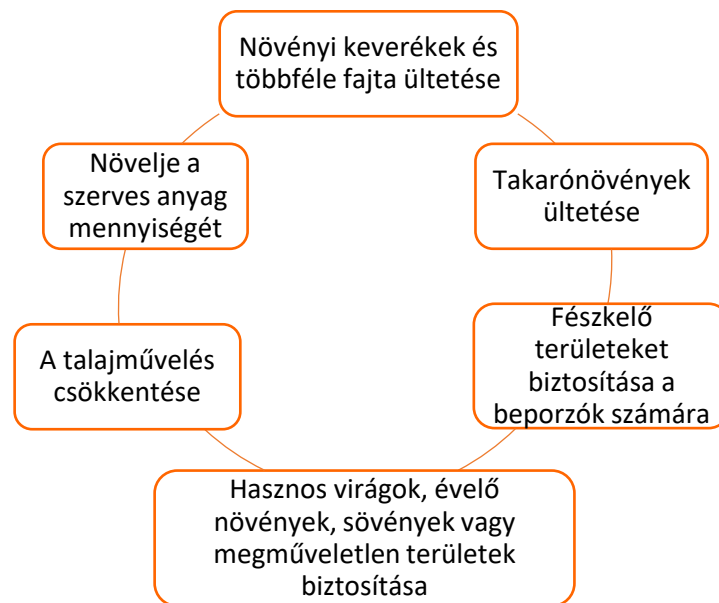 Növényi keverékek és
többféle fajta ültetése
Takarónövények
ültetése
Fészkelő
területeket
biztosítása a
beporzók számára
Hasznos virágok, évelő
növények, sövények vagy
megműveletlen területek
biztosítása
A talajművelés
csökkentése
Növelje a
szerves anyag
mennyiségét